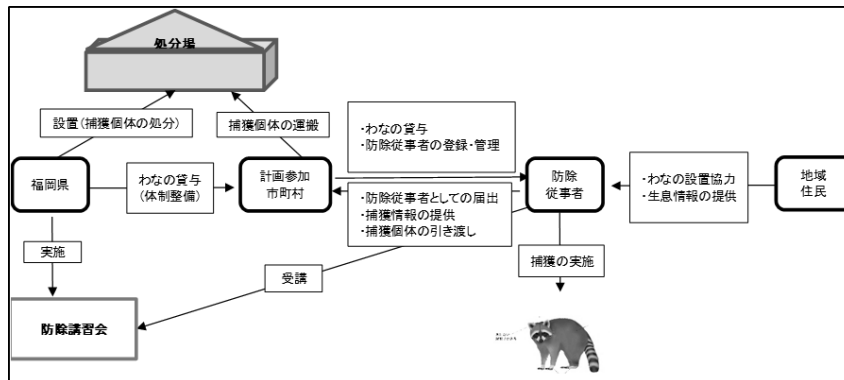 処分場
設置(捕獲個体の処分)
捕獲個体の運搬
・わなの貸与
・防除従事者の登録・管理
福岡県
わなの貸与
(体制整備)
計画参加
市町村
防除
従事者
・わなの設置協力
・生息情報の提供
地域
住民
・防除従事者としての届出
・捕獲情報の提供
・捕獲個体の引き渡し
実施
受講
捕獲の実施
防除講習会